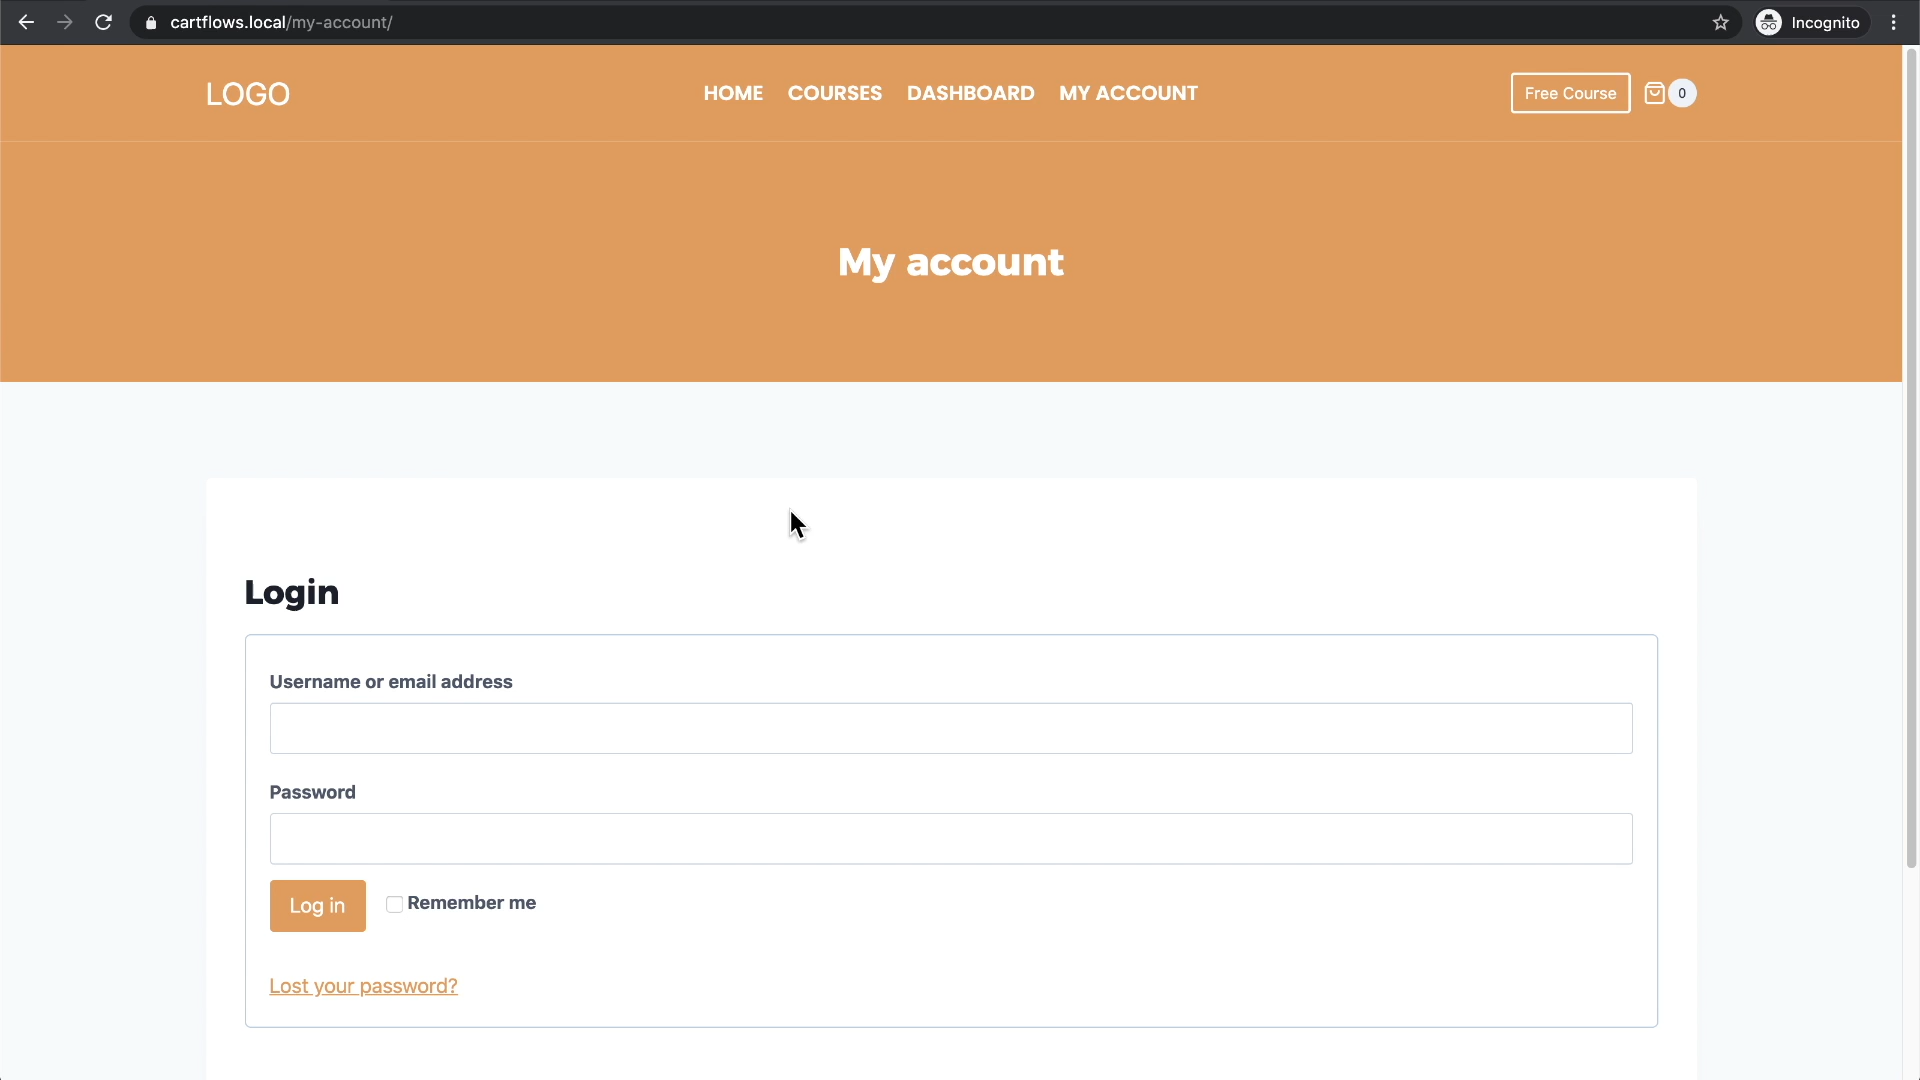 cartflows.local/my-account/
Incognito
LOGO
HOME COURSES DASHBOARD MY ACCOUNT
Free Course
0
My account
Login
Username or email address
Password
Log in
Remember me
Lost your password?